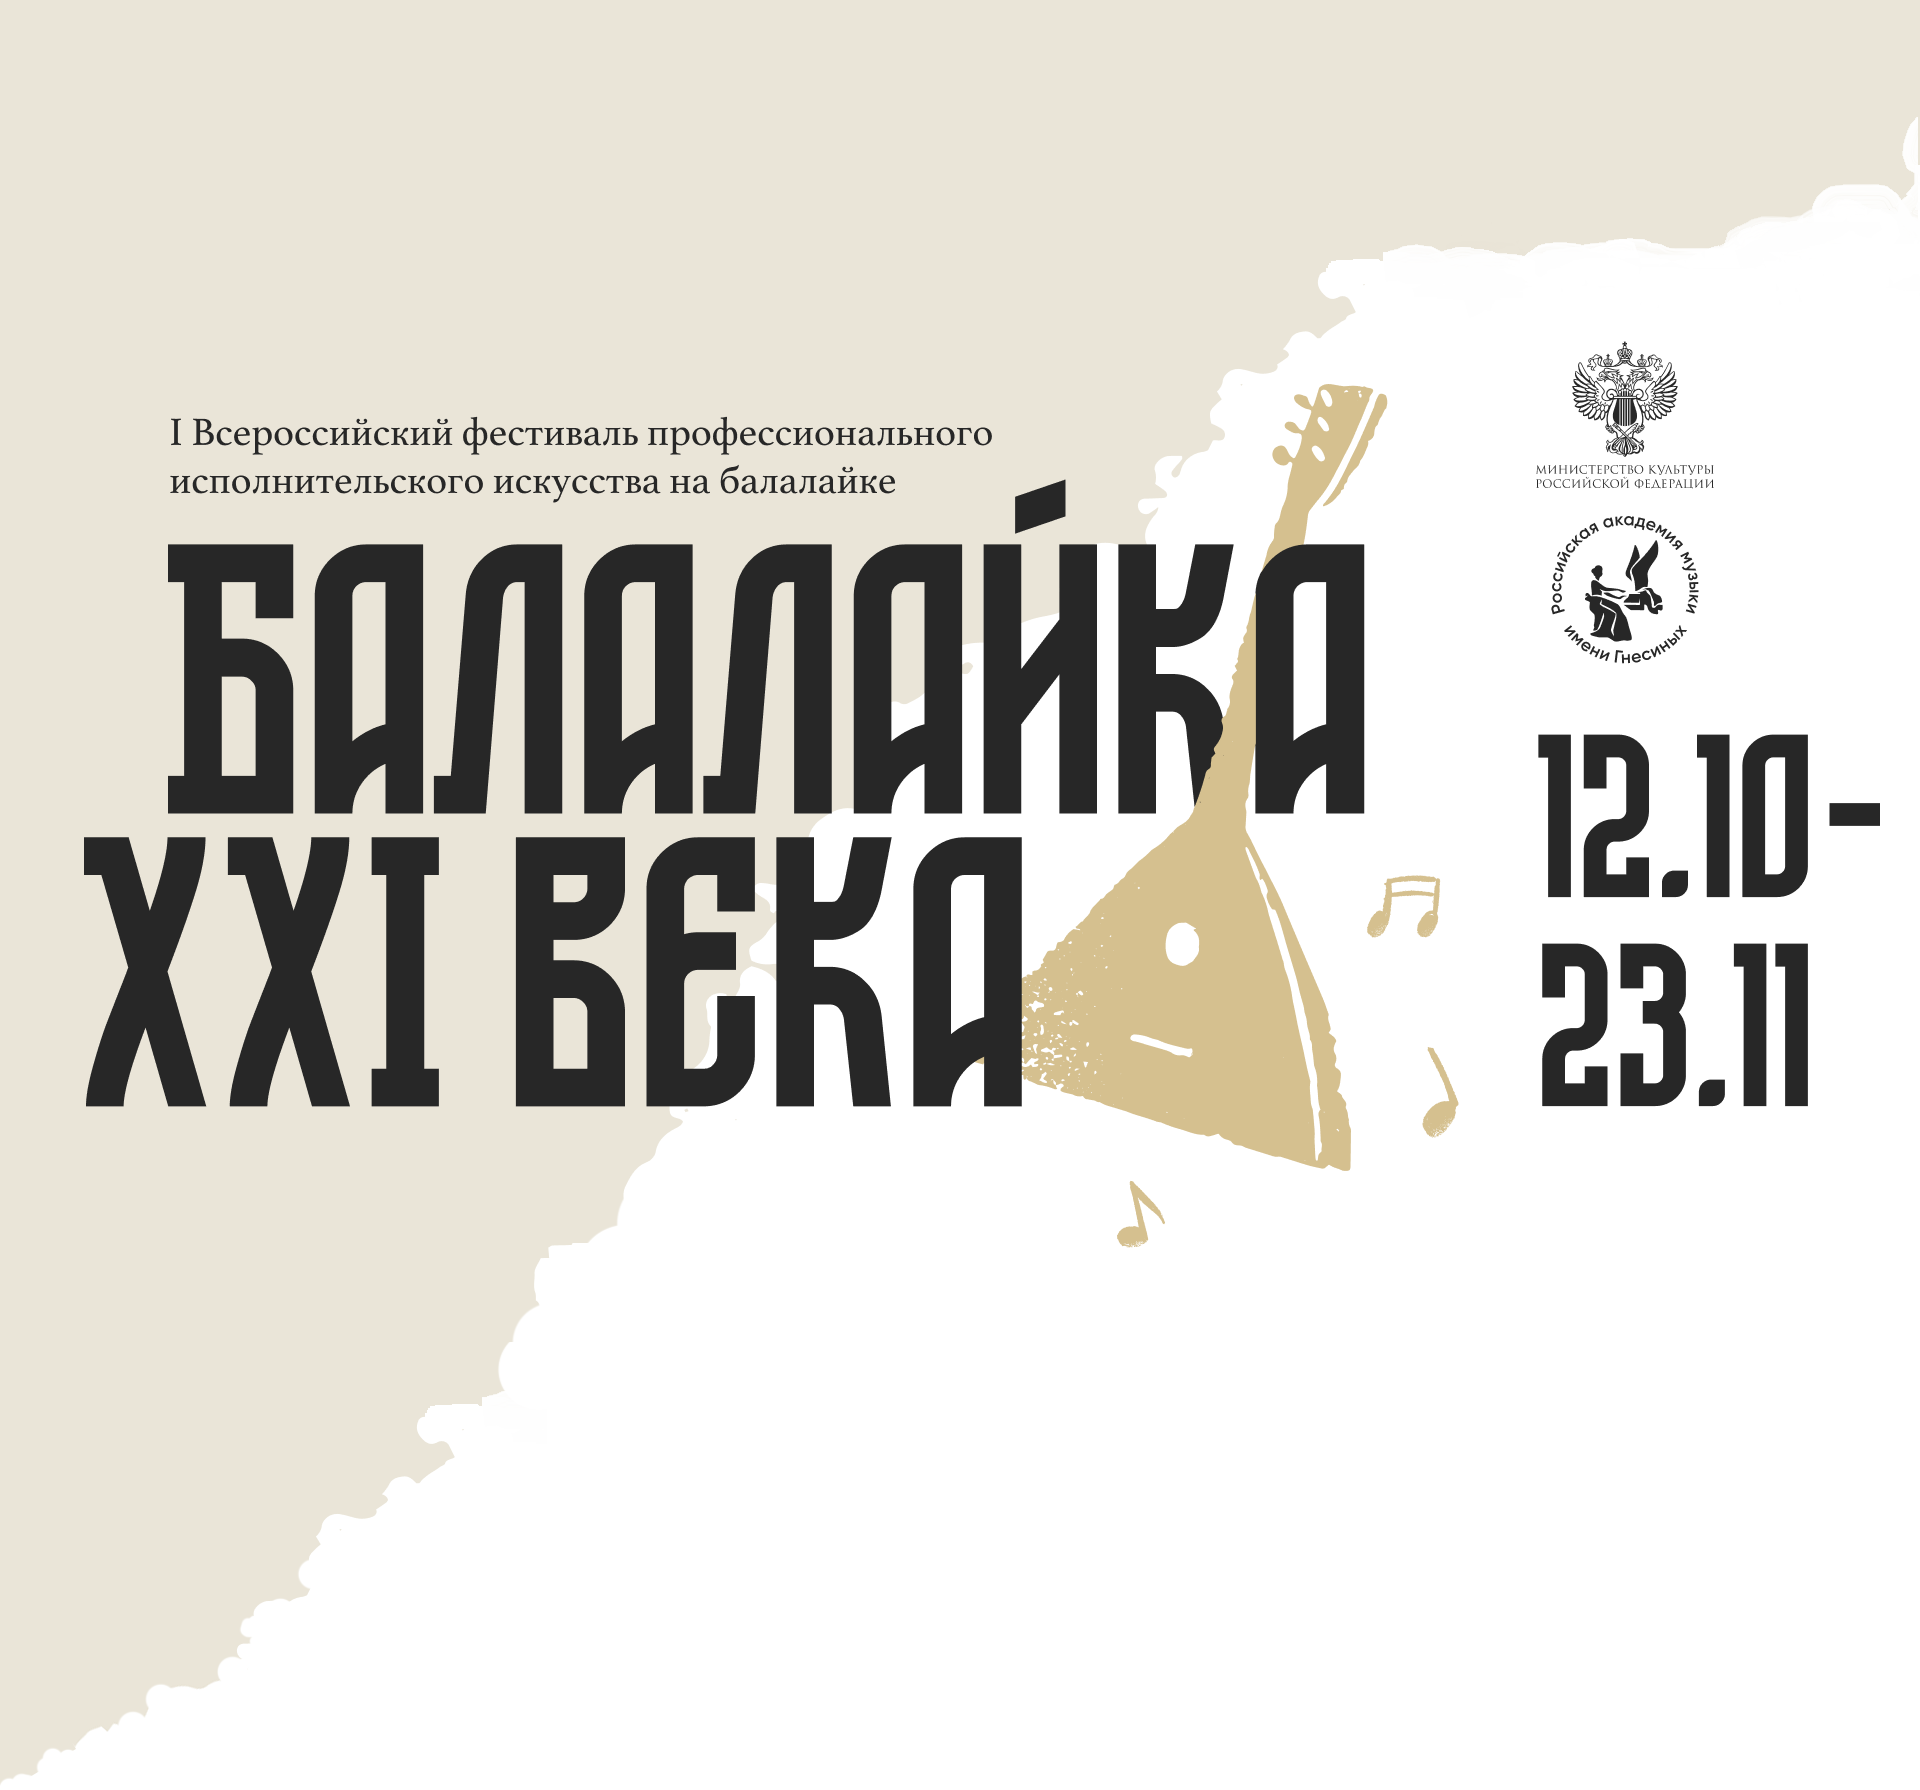 I Всероссийский фестиваль профессионального
исполнительского искусства на балалайке
БАЛАЛАЙКА
XXI ВЕКА
МИНИСТЕРСТВО КУЛЬТУРЫ
РОССИЙСКОЙ ФЕДЕРАЦИИ
Российская академия музыки
имени Гнесиных
12.10-
23.11